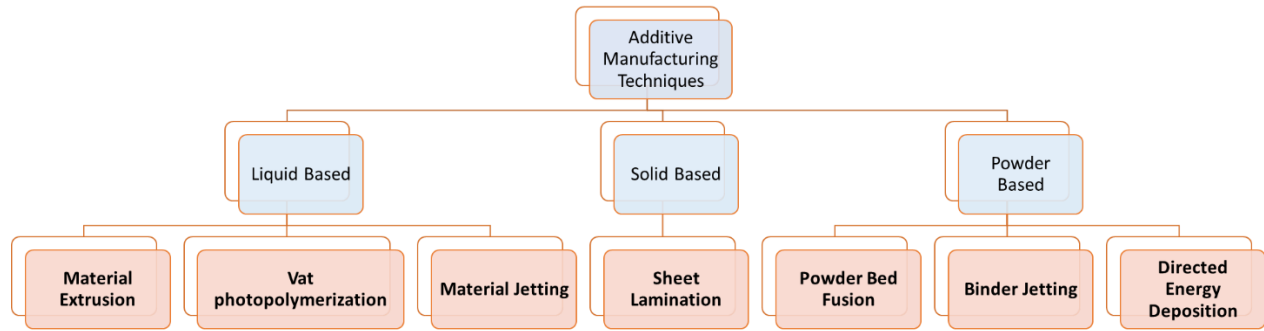 Additive
Manufacturing
Techniques
Liquid Based
Solid Based
Powder
Based
Material
Extrusion
Vat
photopolymerization
Material Jetting
Sheet
Lamination
Powder Bed
Fusion
Binder Jetting
Directed
Energy
Deposition